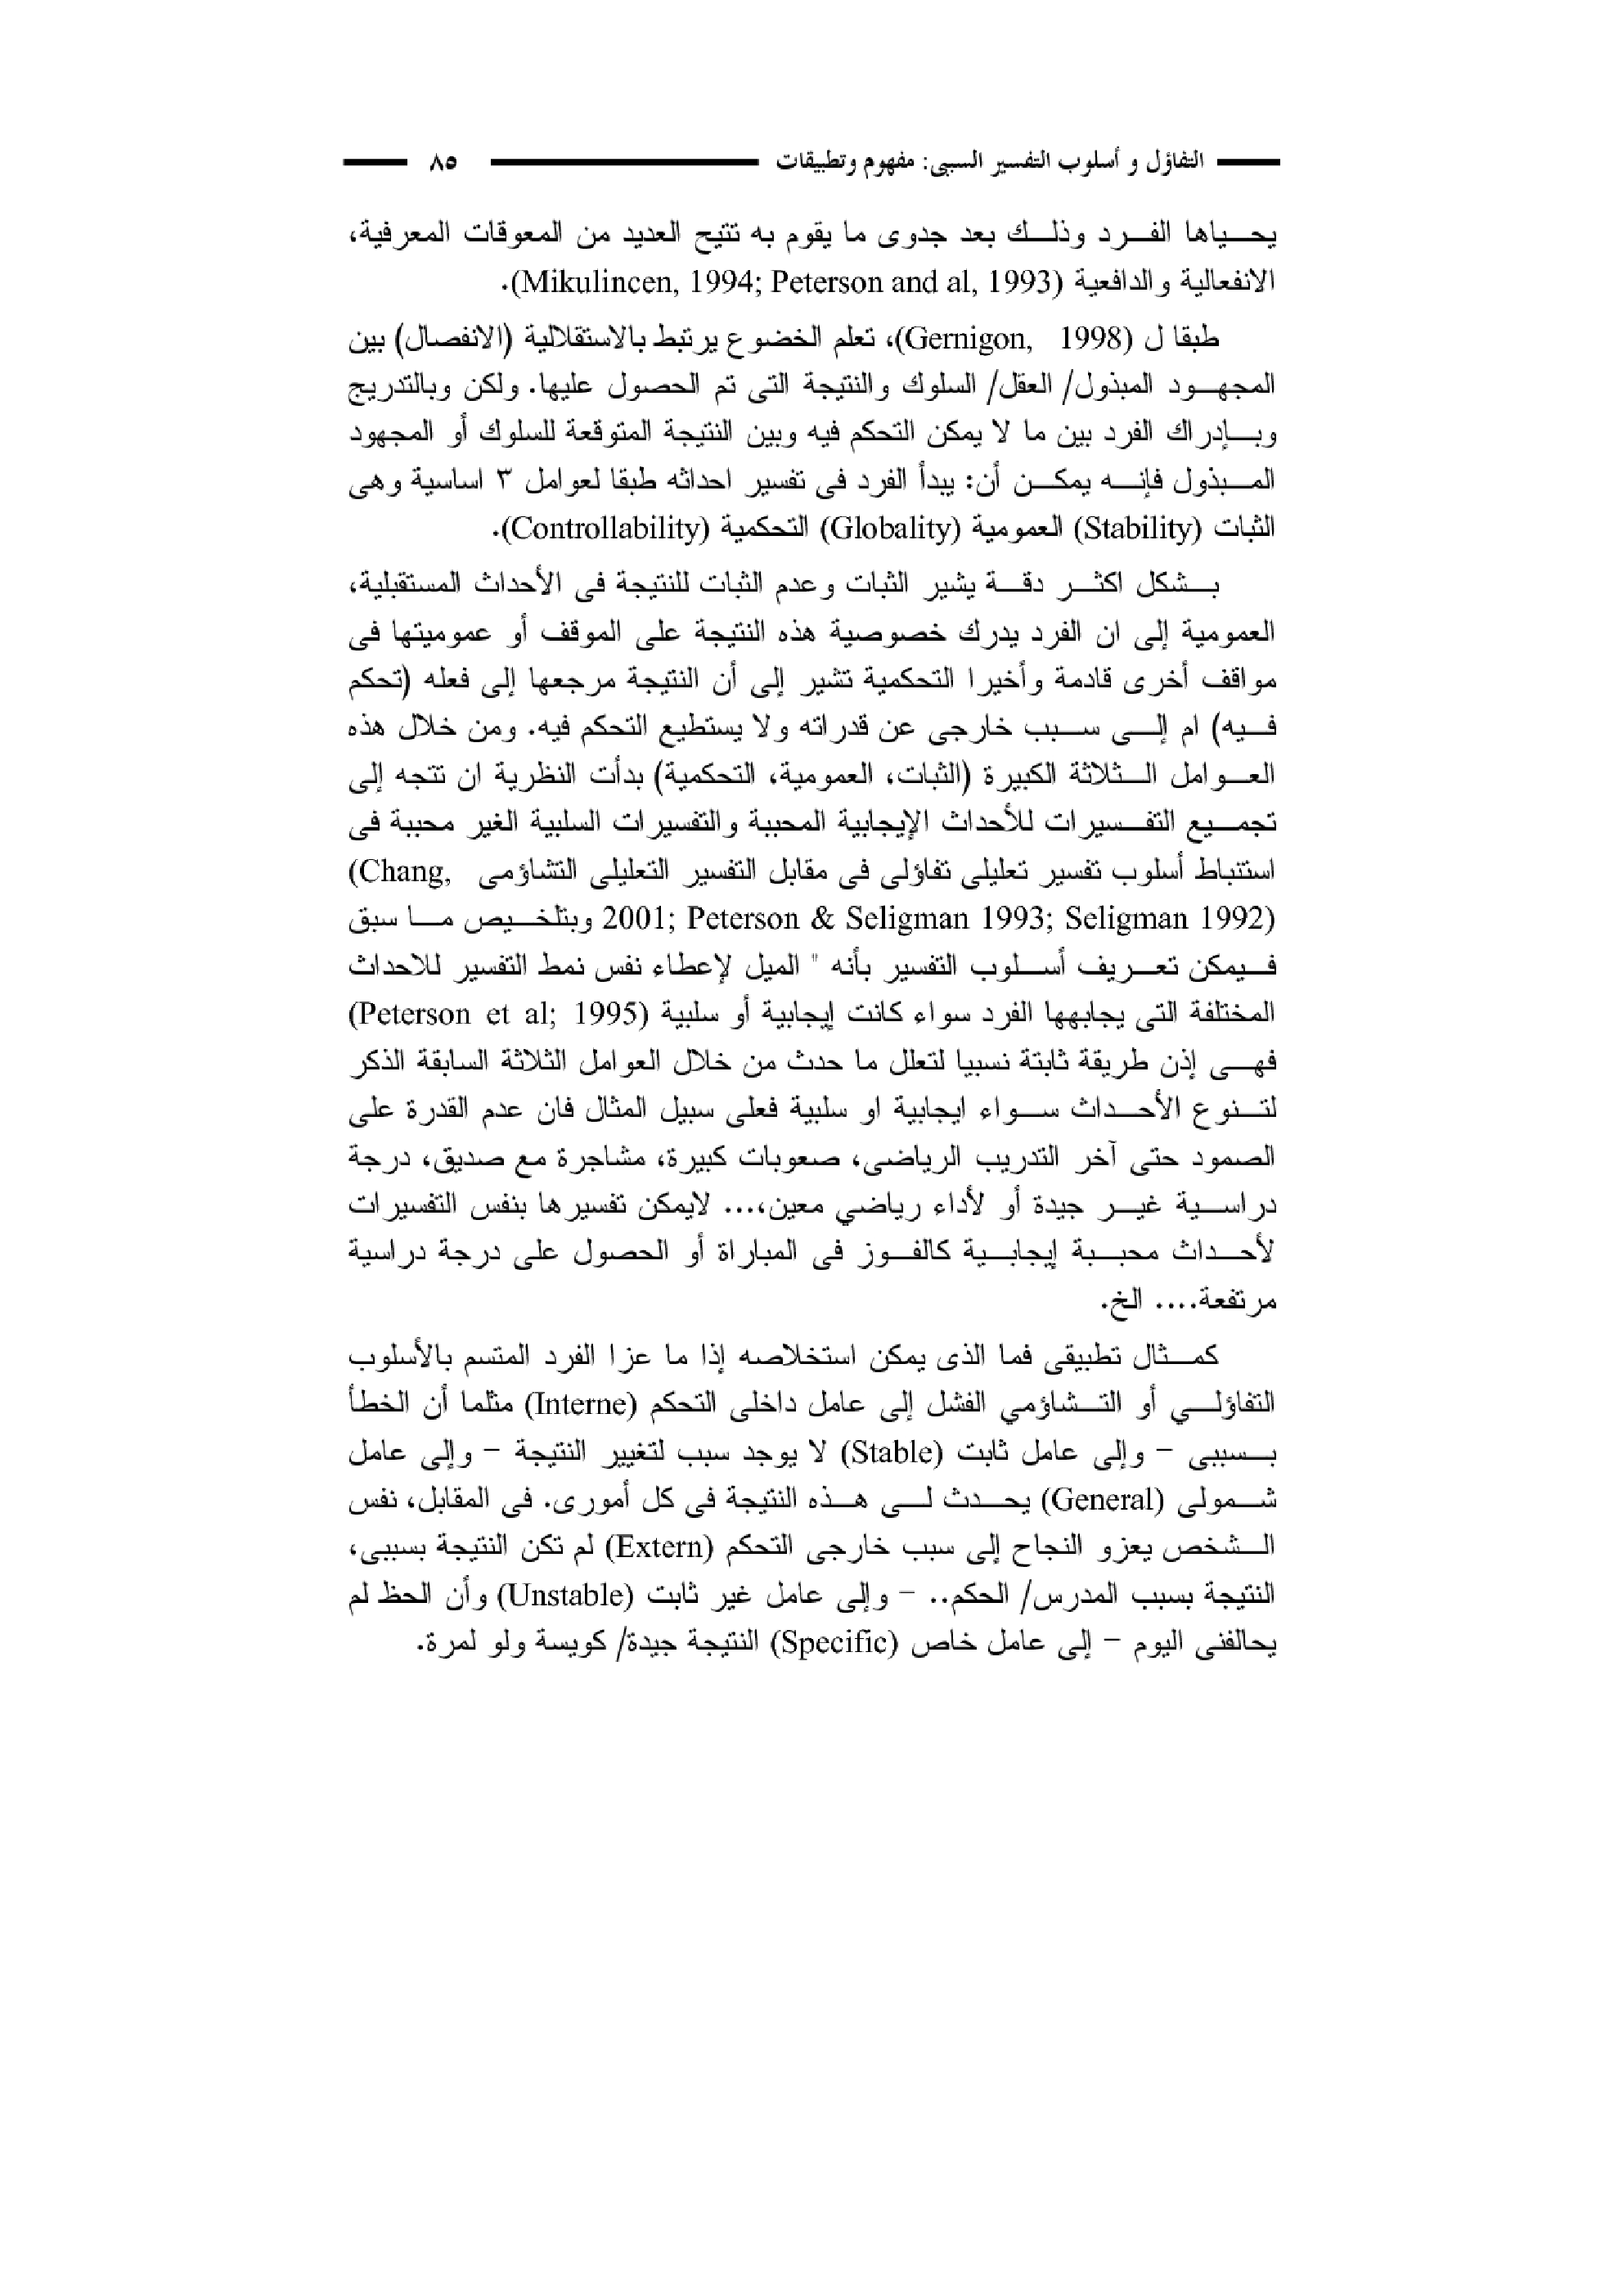 التفاؤل و أسلوب التفسير السببى: مفهوم وتطبيقات ٨٥
يحياها الفرد وذلك بعد جدوى ما يقوم به تتيح العديد من المعوقات المعرفية،
الانفعالية والدافعية (Mikulincen, 1994; Peterson and al, 1993).
طبقا ل (Gernigon, 1998)، تعلم الخضوع يرتبط بالاستقلالية (الانفصال) بين
المجهود المبذول/ العقل/ السلوك والنتيجة التى تم الحصول عليها. ولكن وبالتدريج
وبإدراك الفرد بين ما لا يمكن التحكم فيه وبين النتيجة المتوقعة للسلوك أو المجهود
المبذول فإنه يمكن أن: يبدأ الفرد فى تفسير احداثه طبقا لعوامل ٣ اساسية وهى
الثبات (Stability) العمومية (Globality) التحكمية (Controllability).
بشكل اكثر دقة يشير الثبات وعدم الثبات للنتيجة فى الأحداث المستقبلية،
العمومية إلى ان الفرد يدرك خصوصية هذه النتيجة على الموقف أو عموميتها فى
مواقف أخرى قادمة وأخيرا التحكمية تشير إلى أن النتيجة مرجعها إلى فعله (تحكم
فيه) ام إلى سبب خارجى عن قدراته ولا يستطيع التحكم فيه. ومن خلال هذه
العوامل الثلاثة الكبيرة (الثبات، العمومية، التحكمية) بدأت النظرية ان تتجه إلى
تجميع التفسيرات للأحداث الإيجابية المحببة والتفسيرات السلبية الغير محببة فى
استنباط أسلوب تفسير تعليلى تفاؤلى فى مقابل التفسير التعليلى التشاؤمى (Chang,
2001; Peterson & Seligman 1993; Seligman 1992) وبتلخيص ما سبق
فيمكن تعريف أسلوب التفسير بأنه " الميل لإعطاء نفس نمط التفسير للاحداث
المختلفة التى يجابهها الفرد سواء كانت إيجابية أو سلبية (Peterson et al; 1995)
فهى إذن طريقة ثابتة نسبيا لتعلل ما حدث من خلال العوامل الثلاثة السابقة الذكر
لتنوع الأحداث سواء ايجابية او سلبية فعلى سبيل المثال فان عدم القدرة على
الصمود حتى آخر التدريب الرياضى، صعوبات كبيرة، مشاجرة مع صديق، درجة
دراسية غير جيدة أو لأداء رياضي معين،... لايمكن تفسيرها بنفس التفسيرات
لأحداث محببة إيجابية كالفوز فى المباراة أو الحصول على درجة دراسية
مرتفعة.... الخ.
كمثال تطبيقى فما الذى يمكن استخلاصه إذا ما عزا الفرد المتسم بالأسلوب
التفاؤلي أو التشاؤمي الفشل إلى عامل داخلى التحكم (Interne) مثلما أن الخطأ
بسببى – وإلى عامل ثابت (Stable) لا يوجد سبب لتغيير النتيجة – وإلى عامل
شمولى (General) يحدث لى هذه النتيجة فى كل أمورى. فى المقابل، نفس
الشخص يعزو النجاح إلى سبب خارجى التحكم (Extern) لم تكن النتيجة بسببى،
النتيجة بسبب المدرس/ الحكم.. – وإلى عامل غير ثابت (Unstable) وأن الحظ لم
يحالفنى اليوم – إلى عامل خاص (Specific) النتيجة جيدة/ كويسة ولو لمرة.